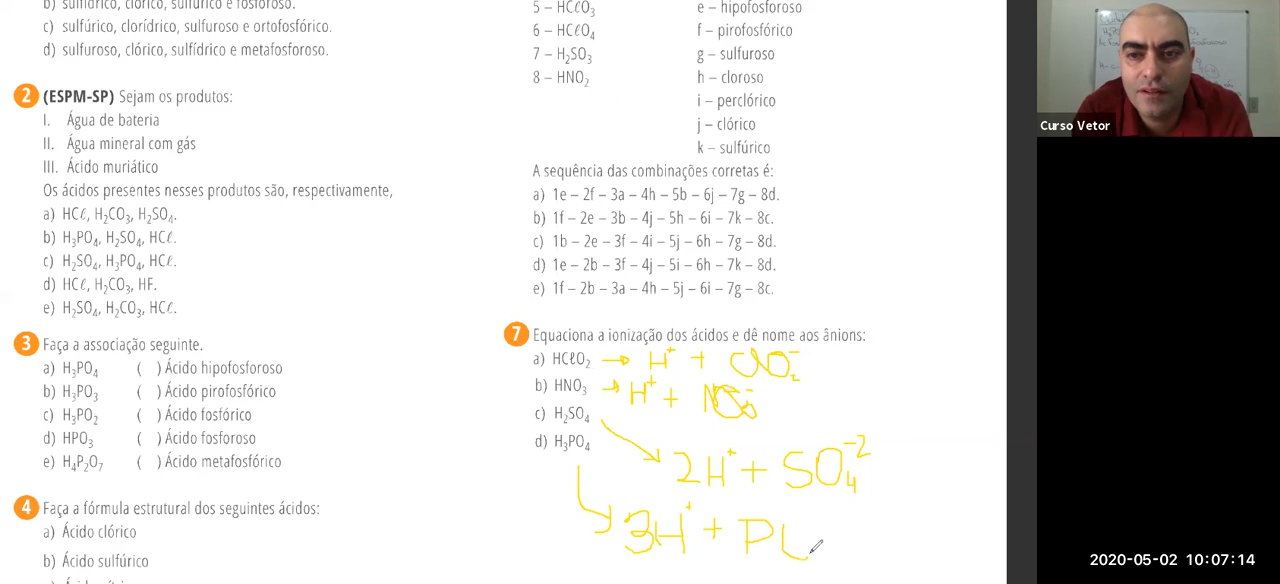 b) sulfídrico, clórico, sulfúrico e fosforoso.
c) sulfúrico, clorídrico, sulfuroso e ortofosfórico.
d) sulfuroso, clórico, sulfídrico e metafosforoso.
2 (ESPM-SP) Sejam os produtos:
I. Água de bateria
II. Água mineral com gás
III. Ácido muriático
Os ácidos presentes nesses produtos são, respectivamente,
a) HCℓ, H₂CO₃, H₂SO₄.
b) H₃PO₄, H₂SO₄, HCℓ.
c) H₂SO₄, H₃PO₄, HCℓ.
d) HCℓ, H₂CO₃, HF.
e) H₂SO₄, H₂CO₃, HCℓ.
3 Faça a associação seguinte.
a) H₃PO₄ ( ) Ácido hipofosforoso
b) H₃PO₃ ( ) Ácido pirofosfórico
c) H₃PO₂ ( ) Ácido fosfórico
d) HPO₃ ( ) Ácido fosforoso
e) H₄P₂O₇ ( ) Ácido metafosfórico
4 Faça a fórmula estrutural dos seguintes ácidos:
a) Ácido clórico
b) Ácido sulfúrico
5 – HCℓO₃ e – hipofosforoso
6 – HCℓO₄ f – pirofosfórico
7 – H₂SO₃ g – sulfuroso
8 – HNO₂ h – cloroso
i – perclórico
j – clórico
k – sulfúrico
A sequência das combinações corretas é:
a) 1e – 2f – 3a – 4h – 5b – 6j – 7g – 8d.
b) 1f – 2e – 3b – 4j – 5h – 6i – 7k – 8c.
c) 1b – 2e – 3f – 4i – 5j – 6h – 7g – 8d.
d) 1e – 2b – 3f – 4j – 5i – 6h – 7k – 8d.
e) 1f – 2b – 3a – 4h – 5j – 6i – 7g – 8c.
7 Equaciona a ionização dos ácidos e dê nome aos ânions:
a) HCℓO₂ → H⁺ + ClO₂⁻
b) HNO₃ → H⁺ +
c) H₂SO₄
d) H₃PO₄
2H⁺ + SO₄⁻²
3H⁺ + P
Curso Vetor
2020-05-02 10:07:14